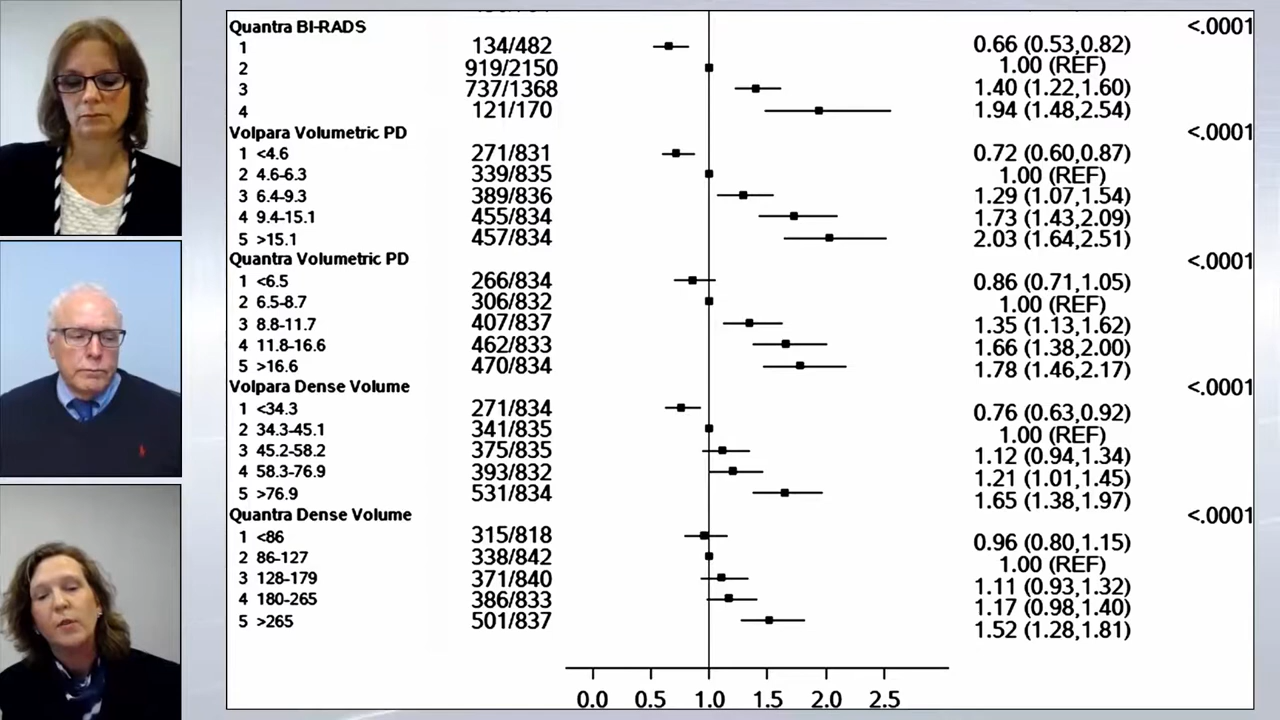 Quantra BI-RADS <.0001
1 134/482 0.66 (0.53,0.82)
2 919/2150 1.00 (REF)
3 737/1368 1.40 (1.22,1.60)
4 121/170 1.94 (1.48,2.54)
Volpara Volumetric PD <.0001
1 <4.6 271/831 0.72 (0.60,0.87)
2 4.6-6.3 339/835 1.00 (REF)
3 6.4-9.3 389/836 1.29 (1.07,1.54)
4 9.4-15.1 455/834 1.73 (1.43,2.09)
5 >15.1 457/834 2.03 (1.64,2.51)
Quantra Volumetric PD <.0001
1 <6.5 266/834 0.86 (0.71,1.05)
2 6.5-8.7 306/832 1.00 (REF)
3 8.8-11.7 407/837 1.35 (1.13,1.62)
4 11.8-16.6 462/833 1.66 (1.38,2.00)
5 >16.6 470/834 1.78 (1.46,2.17)
Volpara Dense Volume <.0001
1 <34.3 271/834 0.76 (0.63,0.92)
2 34.3-45.1 341/835 1.00 (REF)
3 45.2-58.2 375/835 1.12 (0.94,1.34)
4 58.3-76.9 393/832 1.21 (1.01,1.45)
5 >76.9 531/834 1.65 (1.38,1.97)
Quantra Dense Volume <.0001
1 <86 315/818 0.96 (0.80,1.15)
2 86-127 338/842 1.00 (REF)
3 128-179 371/840 1.11 (0.93,1.32)
4 180-265 386/833 1.17 (0.98,1.40)
5 >265 501/837 1.52 (1.28,1.81)
0.0 0.5 1.0 1.5 2.0 2.5